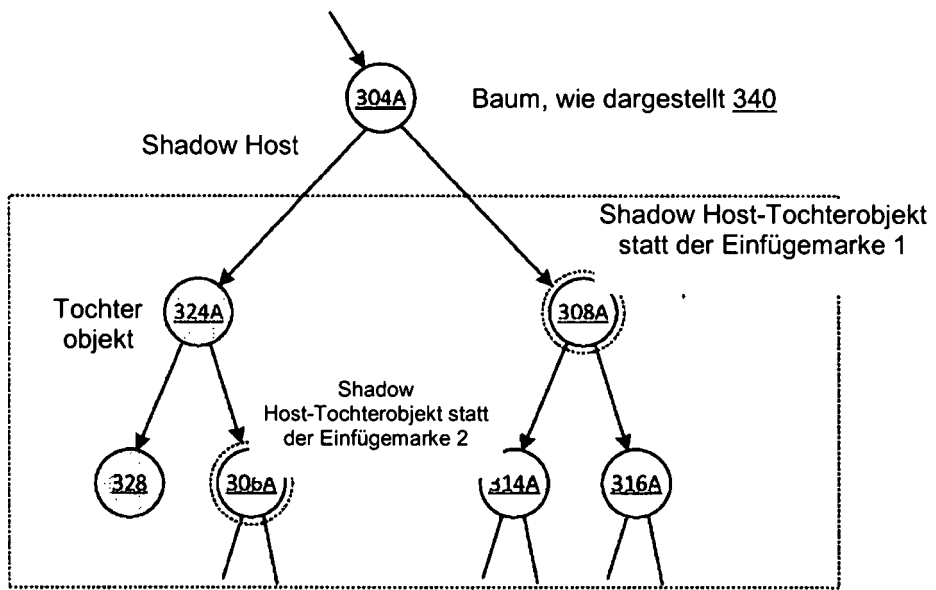 304A
Baum, wie dargestellt 340
Shadow Host
Shadow Host-Tochterobjekt
statt der Einfügemarke 1
Tochter
objekt
324A
308A
Shadow
Host-Tochterobjekt statt
der Einfügemarke 2
328
306A
314A
316A